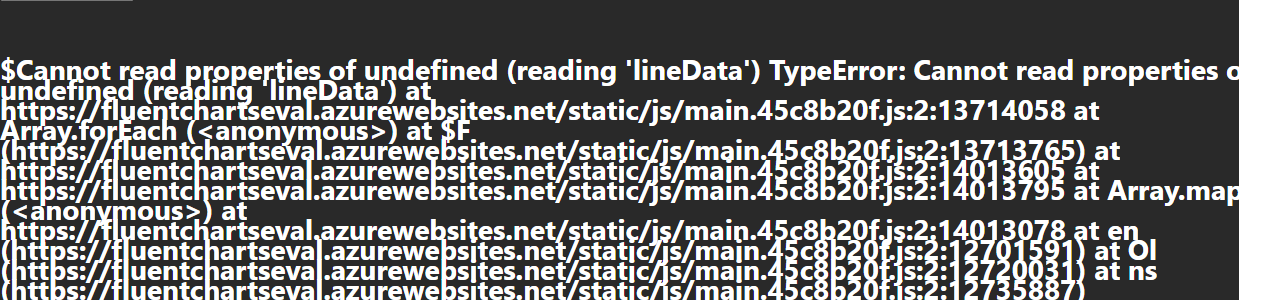 $Cannot read properties of undefined (reading 'lineData') TypeError: Cannot read properties
undefined (reading 'lineData') at
https://fluentchartseval.azurewebsites.net/static/js/main.45c8b20f.js:2:13714058 at
Array.forEach (<anonymous>) at $F
(https://fluentchartseval.azurewebsites.net/static/js/main.45c8b20f.js:2:13713765) at
https://fluentchartseval.azurewebsites.net/static/js/main.45c8b20f.js:2:14013605 at
https://fluentchartseval.azurewebsites.net/static/js/main.45c8b20f.js:2:14013795 at Array.map
(<anonymous>) at
https://fluentchartseval.azurewebsites.net/static/js/main.45c8b20f.js:2:14013078 at en
(https://fluentchartseval.azurewebsites.net/static/js/main.45c8b20f.js:2:12701591) at Ol
(https://fluentchartseval.azurewebsites.net/static/js/main.45c8b20f.js:2:12720031) at ns
(https://fluentchartseval.azurewebsites.net/static/js/main.45c8b20f.js:2:12735887)